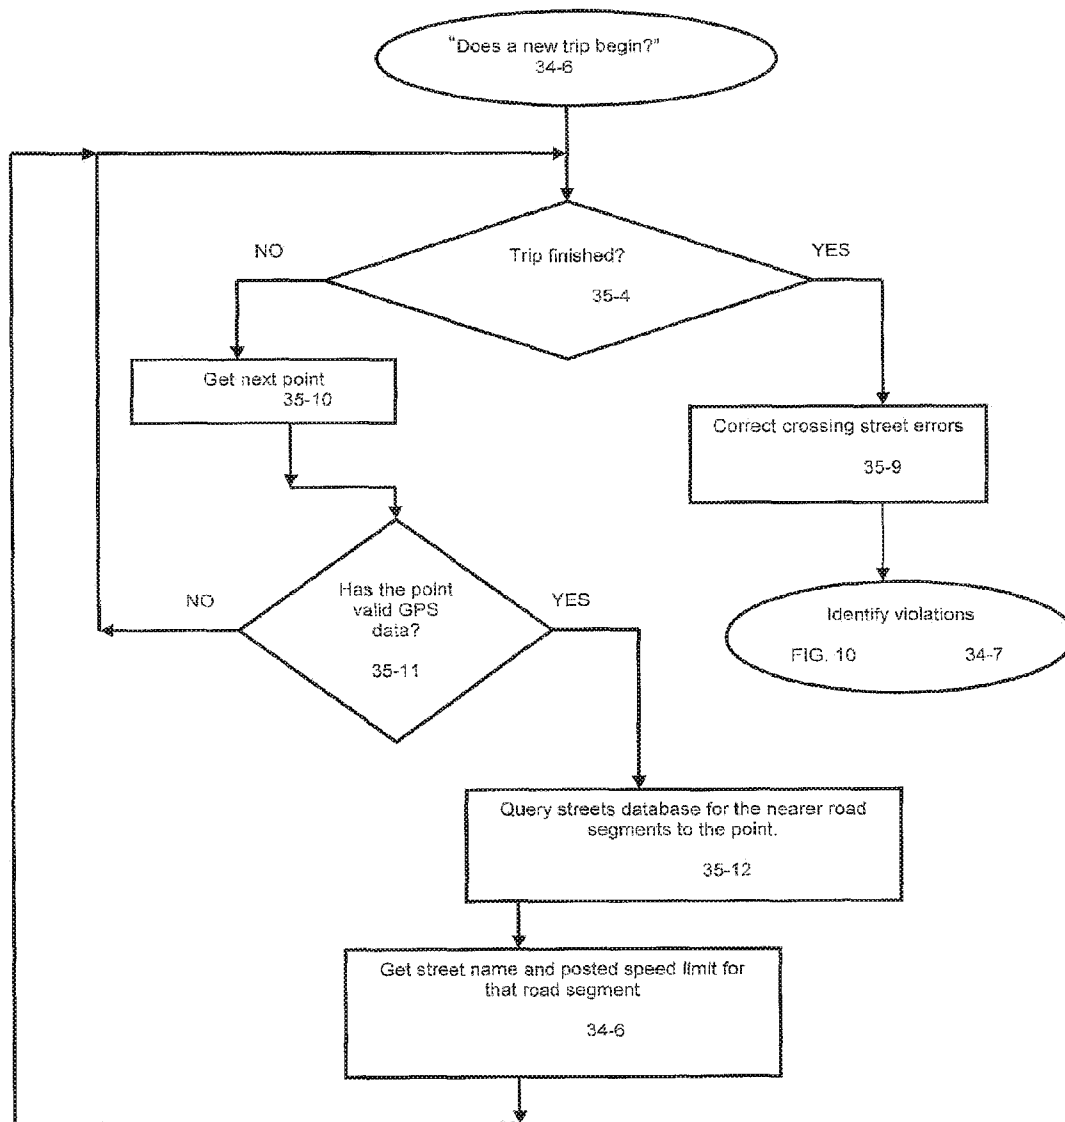 "Does a new trip begin?"
34-6
NO
Trip finished?
YES
35-4
Get next point
35-10
Correct crossing street errors
35-9
NO
Has the point
valid GPS
data?
YES
35-11
Identify violations
FIG. 10 34-7
Query streets database for the nearer road
segments to the point.
35-12
Get street name and posted speed limit for
that road segment
34-6